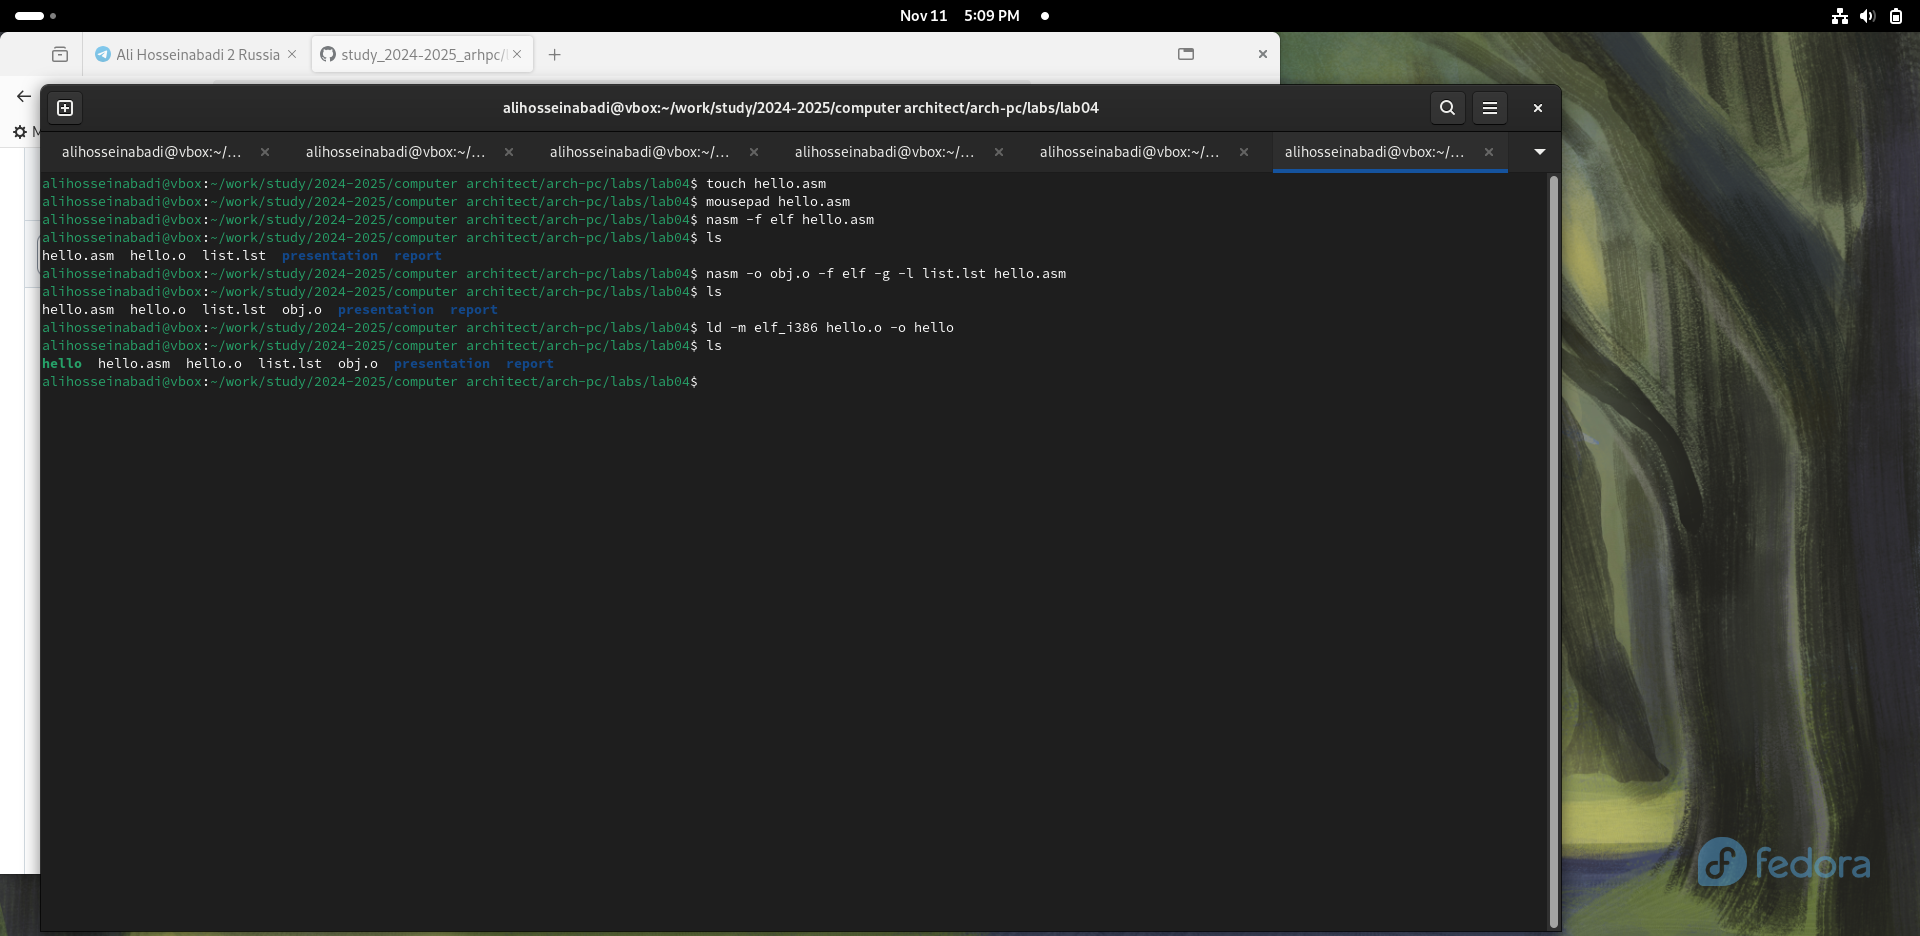 Nov 11 5:09 PM
Ali Hosseinabadi 2 Russia
study_2024-2025_arhpc/
alihosseinabadi@vbox:~/work/study/2024-2025/computer architect/arch-pc/labs/lab04
alihosseinabadi@vbox:~/... alihosseinabadi@vbox:~/... alihosseinabadi@vbox:~/... alihosseinabadi@vbox:~/... alihosseinabadi@vbox:~/... alihosseinabadi@vbox:~/...
alihosseinabadi@vbox:~/work/study/2024-2025/computer architect/arch-pc/labs/lab04$ touch hello.asm
alihosseinabadi@vbox:~/work/study/2024-2025/computer architect/arch-pc/labs/lab04$ mousepad hello.asm
alihosseinabadi@vbox:~/work/study/2024-2025/computer architect/arch-pc/labs/lab04$ nasm -f elf hello.asm
alihosseinabadi@vbox:~/work/study/2024-2025/computer architect/arch-pc/labs/lab04$ ls
hello.asm hello.o list.lst presentation report
alihosseinabadi@vbox:~/work/study/2024-2025/computer architect/arch-pc/labs/lab04$ nasm -o obj.o -f elf -g -l list.lst hello.asm
alihosseinabadi@vbox:~/work/study/2024-2025/computer architect/arch-pc/labs/lab04$ ls
hello.asm hello.o list.lst obj.o presentation report
alihosseinabadi@vbox:~/work/study/2024-2025/computer architect/arch-pc/labs/lab04$ ld -m elf_i386 hello.o -o hello
alihosseinabadi@vbox:~/work/study/2024-2025/computer architect/arch-pc/labs/lab04$ ls
hello hello.asm hello.o list.lst obj.o presentation report
alihosseinabadi@vbox:~/work/study/2024-2025/computer architect/arch-pc/labs/lab04$
fedora